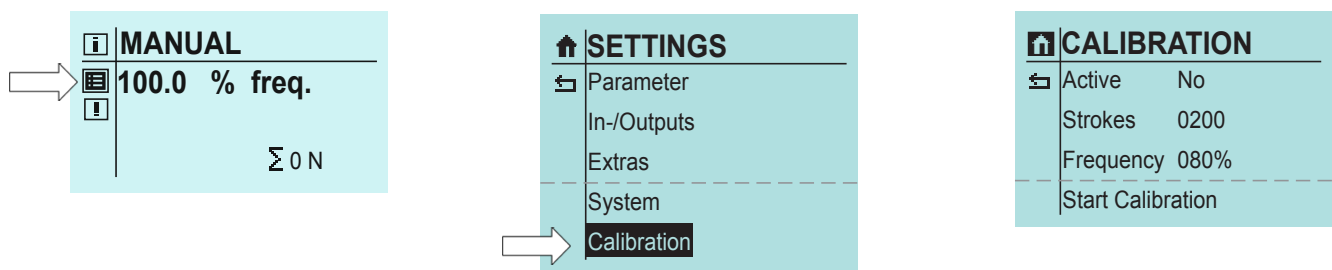 MANUAL
100.0 % freq.
Σ 0 N
SETTINGS
Parameter
In-/Outputs
Extras
System
Calibration
CALIBRATION
Active No
Strokes 0200
Frequency 080%
Start Calibration